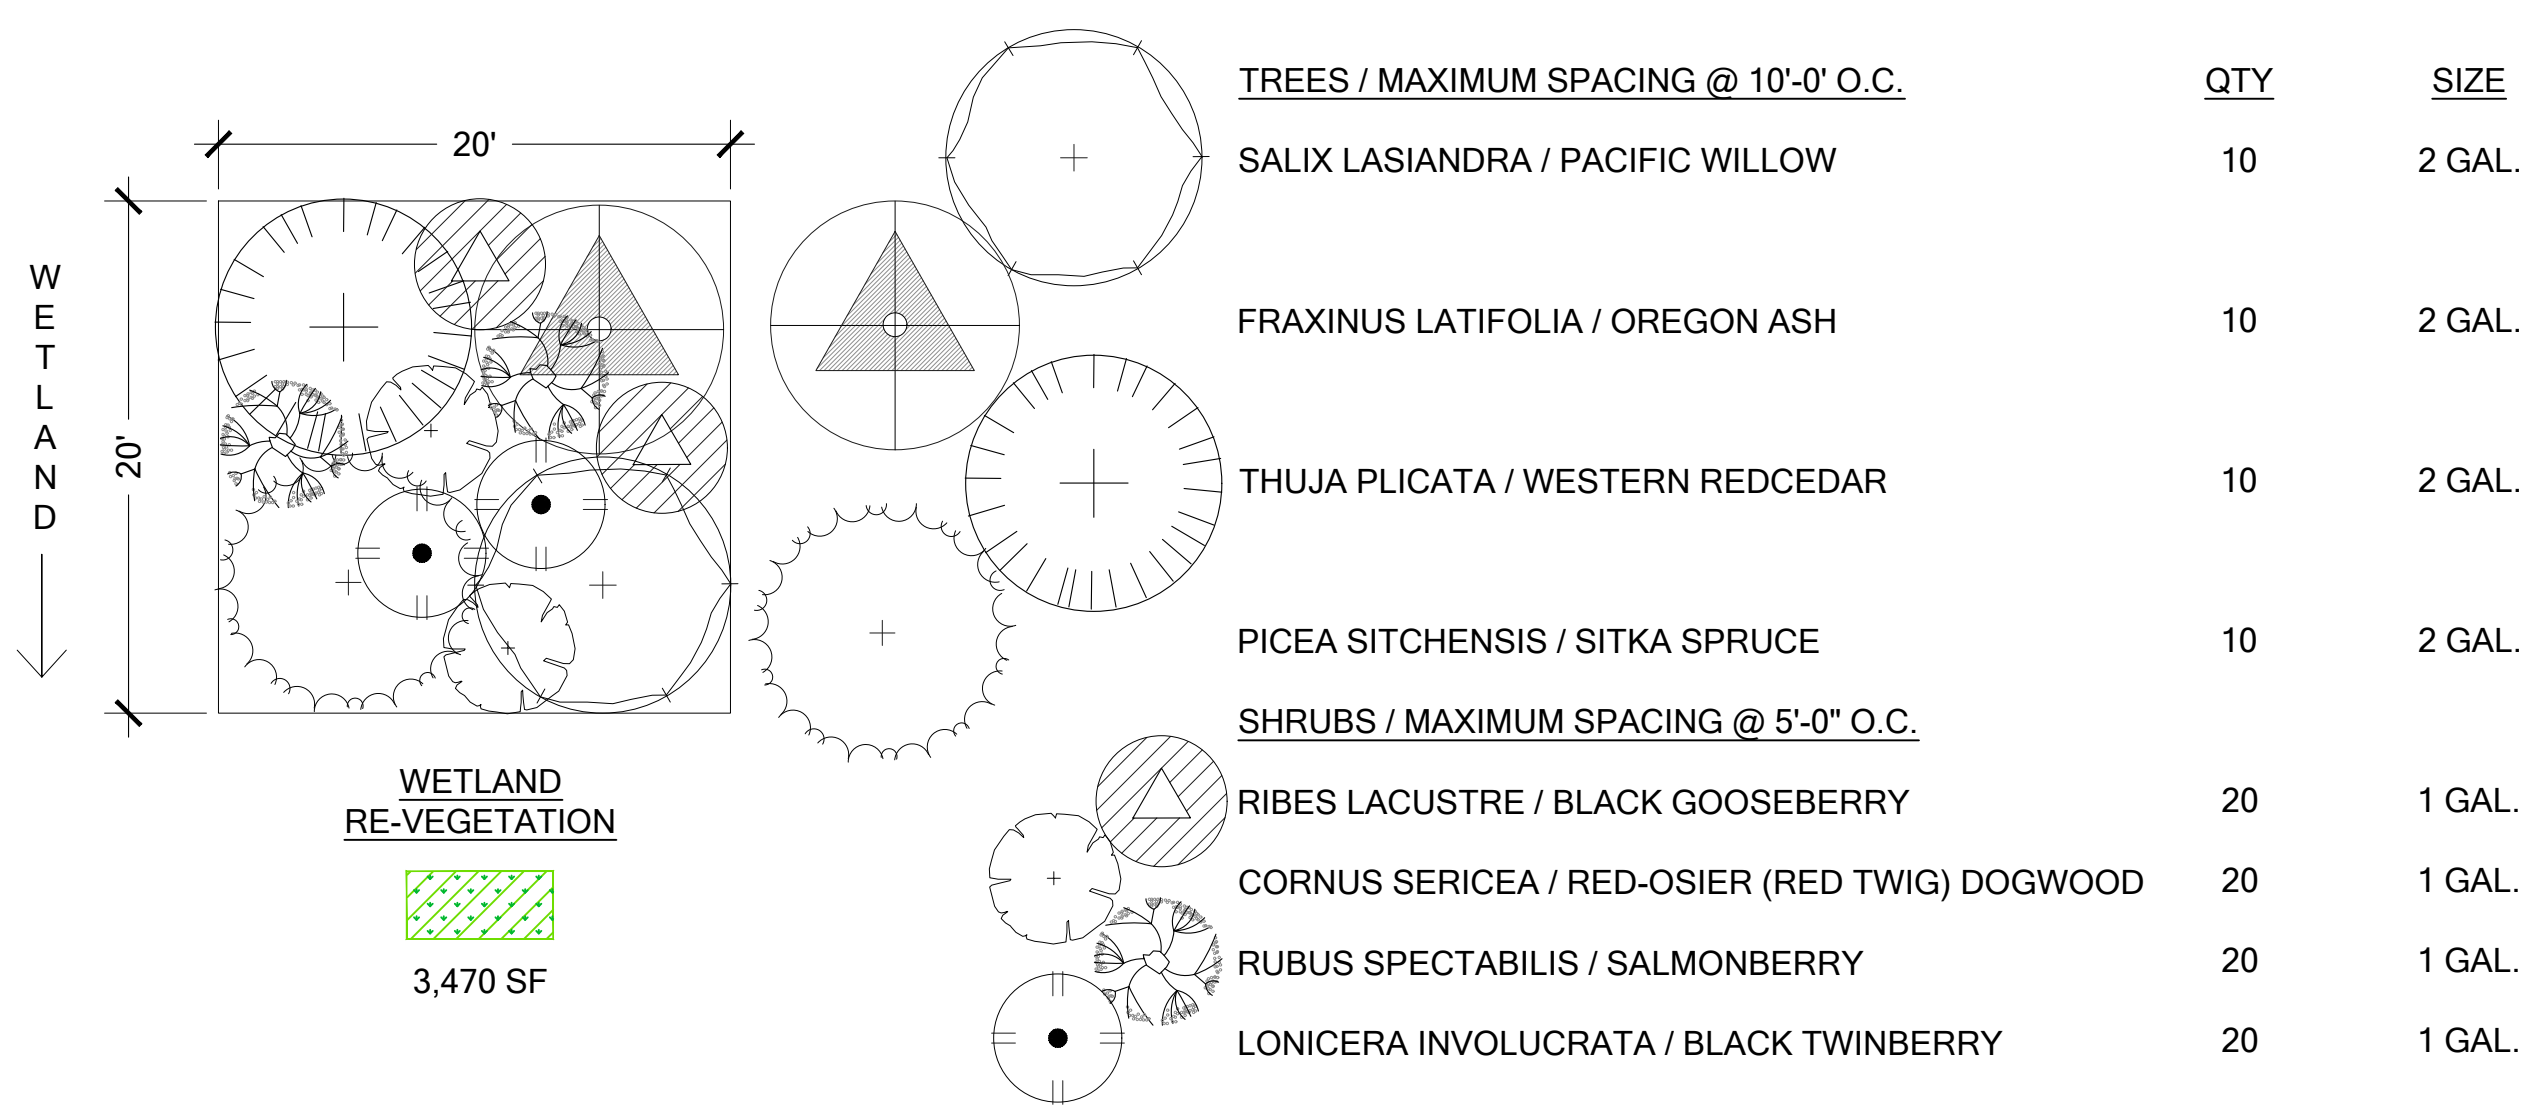 TREES / MAXIMUM SPACING @ 10'-0' O.C. QTY SIZE
SALIX LASIANDRA / PACIFIC WILLOW 10 2 GAL.
FRAXINUS LATIFOLIA / OREGON ASH 10 2 GAL.
THUJA PLICATA / WESTERN REDCEDAR 10 2 GAL.
PICEA SITCHENSIS / SITKA SPRUCE 10 2 GAL.
SHRUBS / MAXIMUM SPACING @ 5'-0" O.C.
RIBES LACUSTRE / BLACK GOOSEBERRY 20 1 GAL.
CORNUS SERICEA / RED-OSIER (RED TWIG) DOGWOOD 20 1 GAL.
RUBUS SPECTABILIS / SALMONBERRY 20 1 GAL.
LONICERA INVOLUCRATA / BLACK TWINBERRY 20 1 GAL.
20'
20'
WETLAND
WETLAND
RE-VEGETATION
3,470 SF